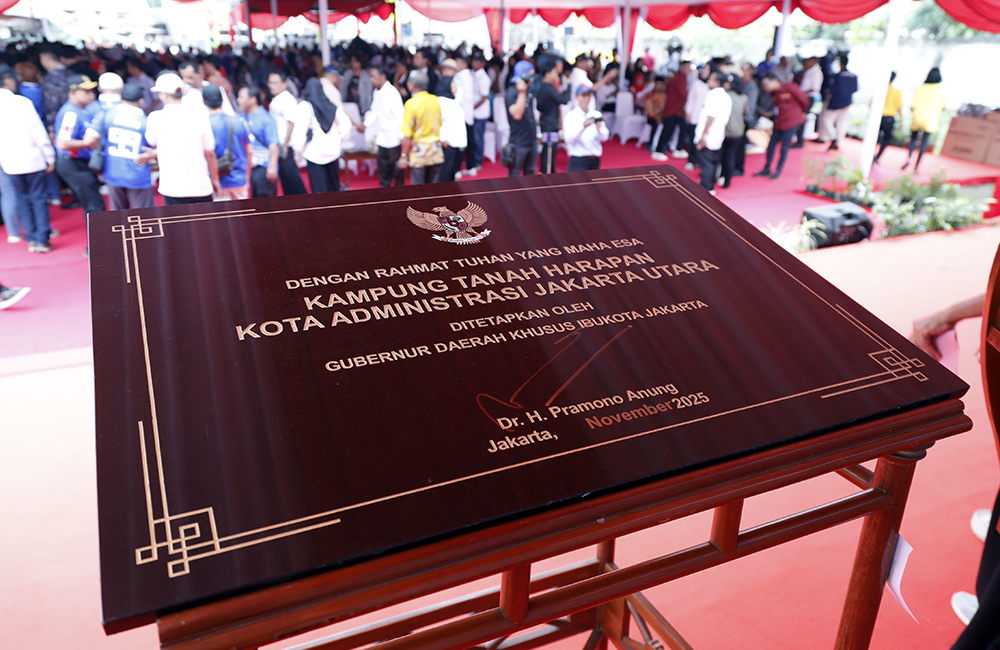 DENGAN RAHMAT TUHAN YANG MAHA ESA
KAMPUNG TANAH HARAPAN
KOTA ADMINISTRASI JAKARTA UTARA
DITETAPKAN OLEH
GUBERNUR DAERAH KHUSUS IBUKOTA JAKARTA
Dr. H. Pramono Anung
Jakarta, November 2025